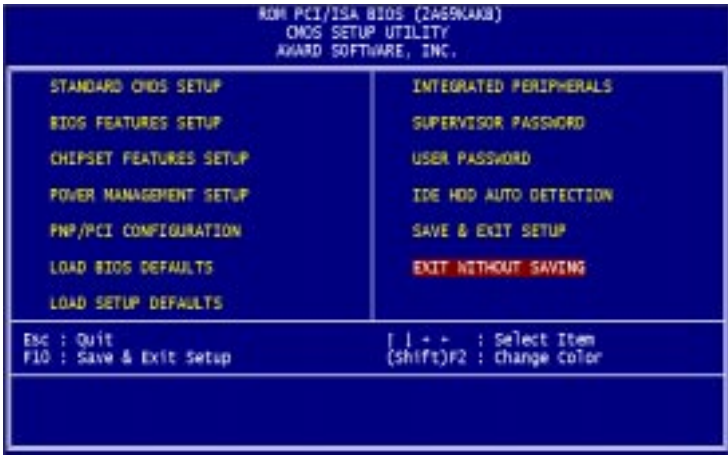 ROM PCI/ISA BIOS (2A69KAKB)
CMOS SETUP UTILITY
AWARD SOFTWARE, INC.
STANDARD CMOS SETUP
BIOS FEATURES SETUP
CHIPSET FEATURES SETUP
POWER MANAGEMENT SETUP
PNP/PCI CONFIGURATION
LOAD BIOS DEFAULTS
LOAD SETUP DEFAULTS
INTEGRATED PERIPHERALS
SUPERVISOR PASSWORD
USER PASSWORD
IDE HDD AUTO DETECTION
SAVE & EXIT SETUP
EXIT WITHOUT SAVING
Esc : Quit
F10 : Save & Exit Setup
: Select Item
(Shift)F2 : Change Color